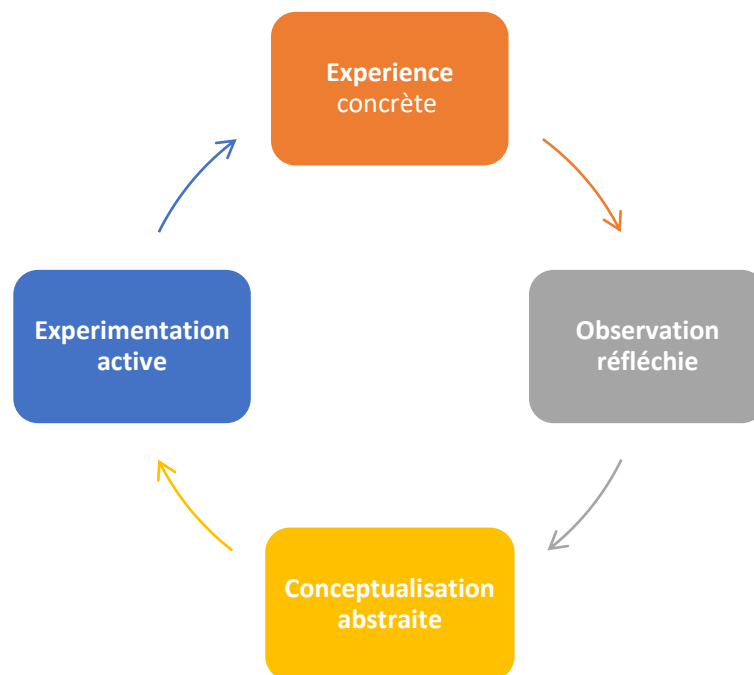 Experience
concrète
Observation
réfléchie
Conceptualisation
abstraite
Experimentation
active